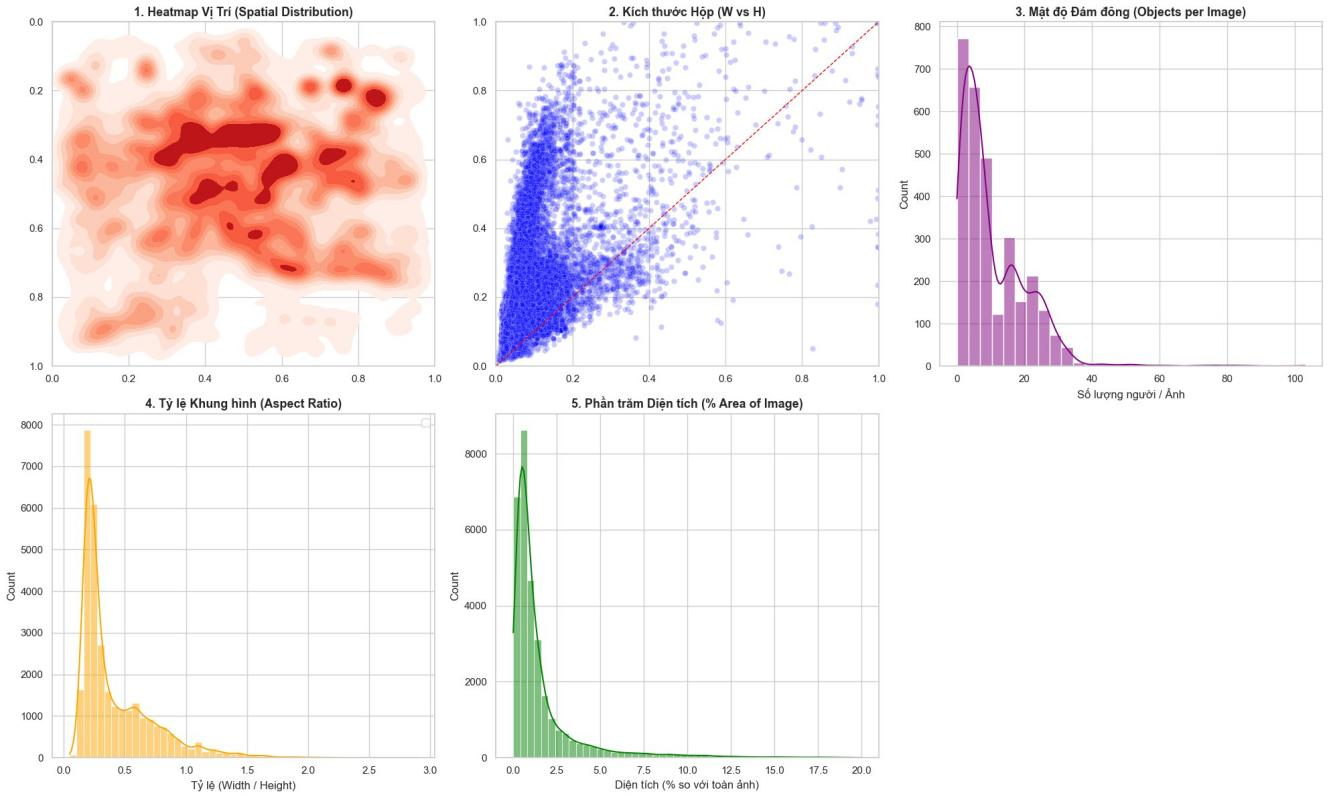 1. Heatmap Vị Trí (Spatial Distribution)
0.0
0.2
0.4
0.6
0.8
1.0
0.0 0.2 0.4 0.6 0.8 1.0
2. Kích thước Hộp (W vs H)
1.0
0.8
0.6
0.4
0.2
0.0
0.0 0.2 0.4 0.6 0.8 1.0
3. Mật độ Đám đông (Objects per Image)
800
700
600
500
400
300
200
100
0
Count
0 20 40 60 80 100
Số lượng người / Ảnh
4. Tỷ lệ Khung hình (Aspect Ratio)
8000
7000
6000
5000
4000
3000
2000
1000
0
Count
0.0 0.5 1.0 1.5 2.0 2.5 3.0
Tỷ lệ (Width / Height)
5. Phần trăm Diện tích (% Area of Image)
8000
6000
4000
2000
0
Count
0.0 2.5 5.0 7.5 10.0 12.5 15.0 17.5 20.0
Diện tích (% so với toàn ảnh)